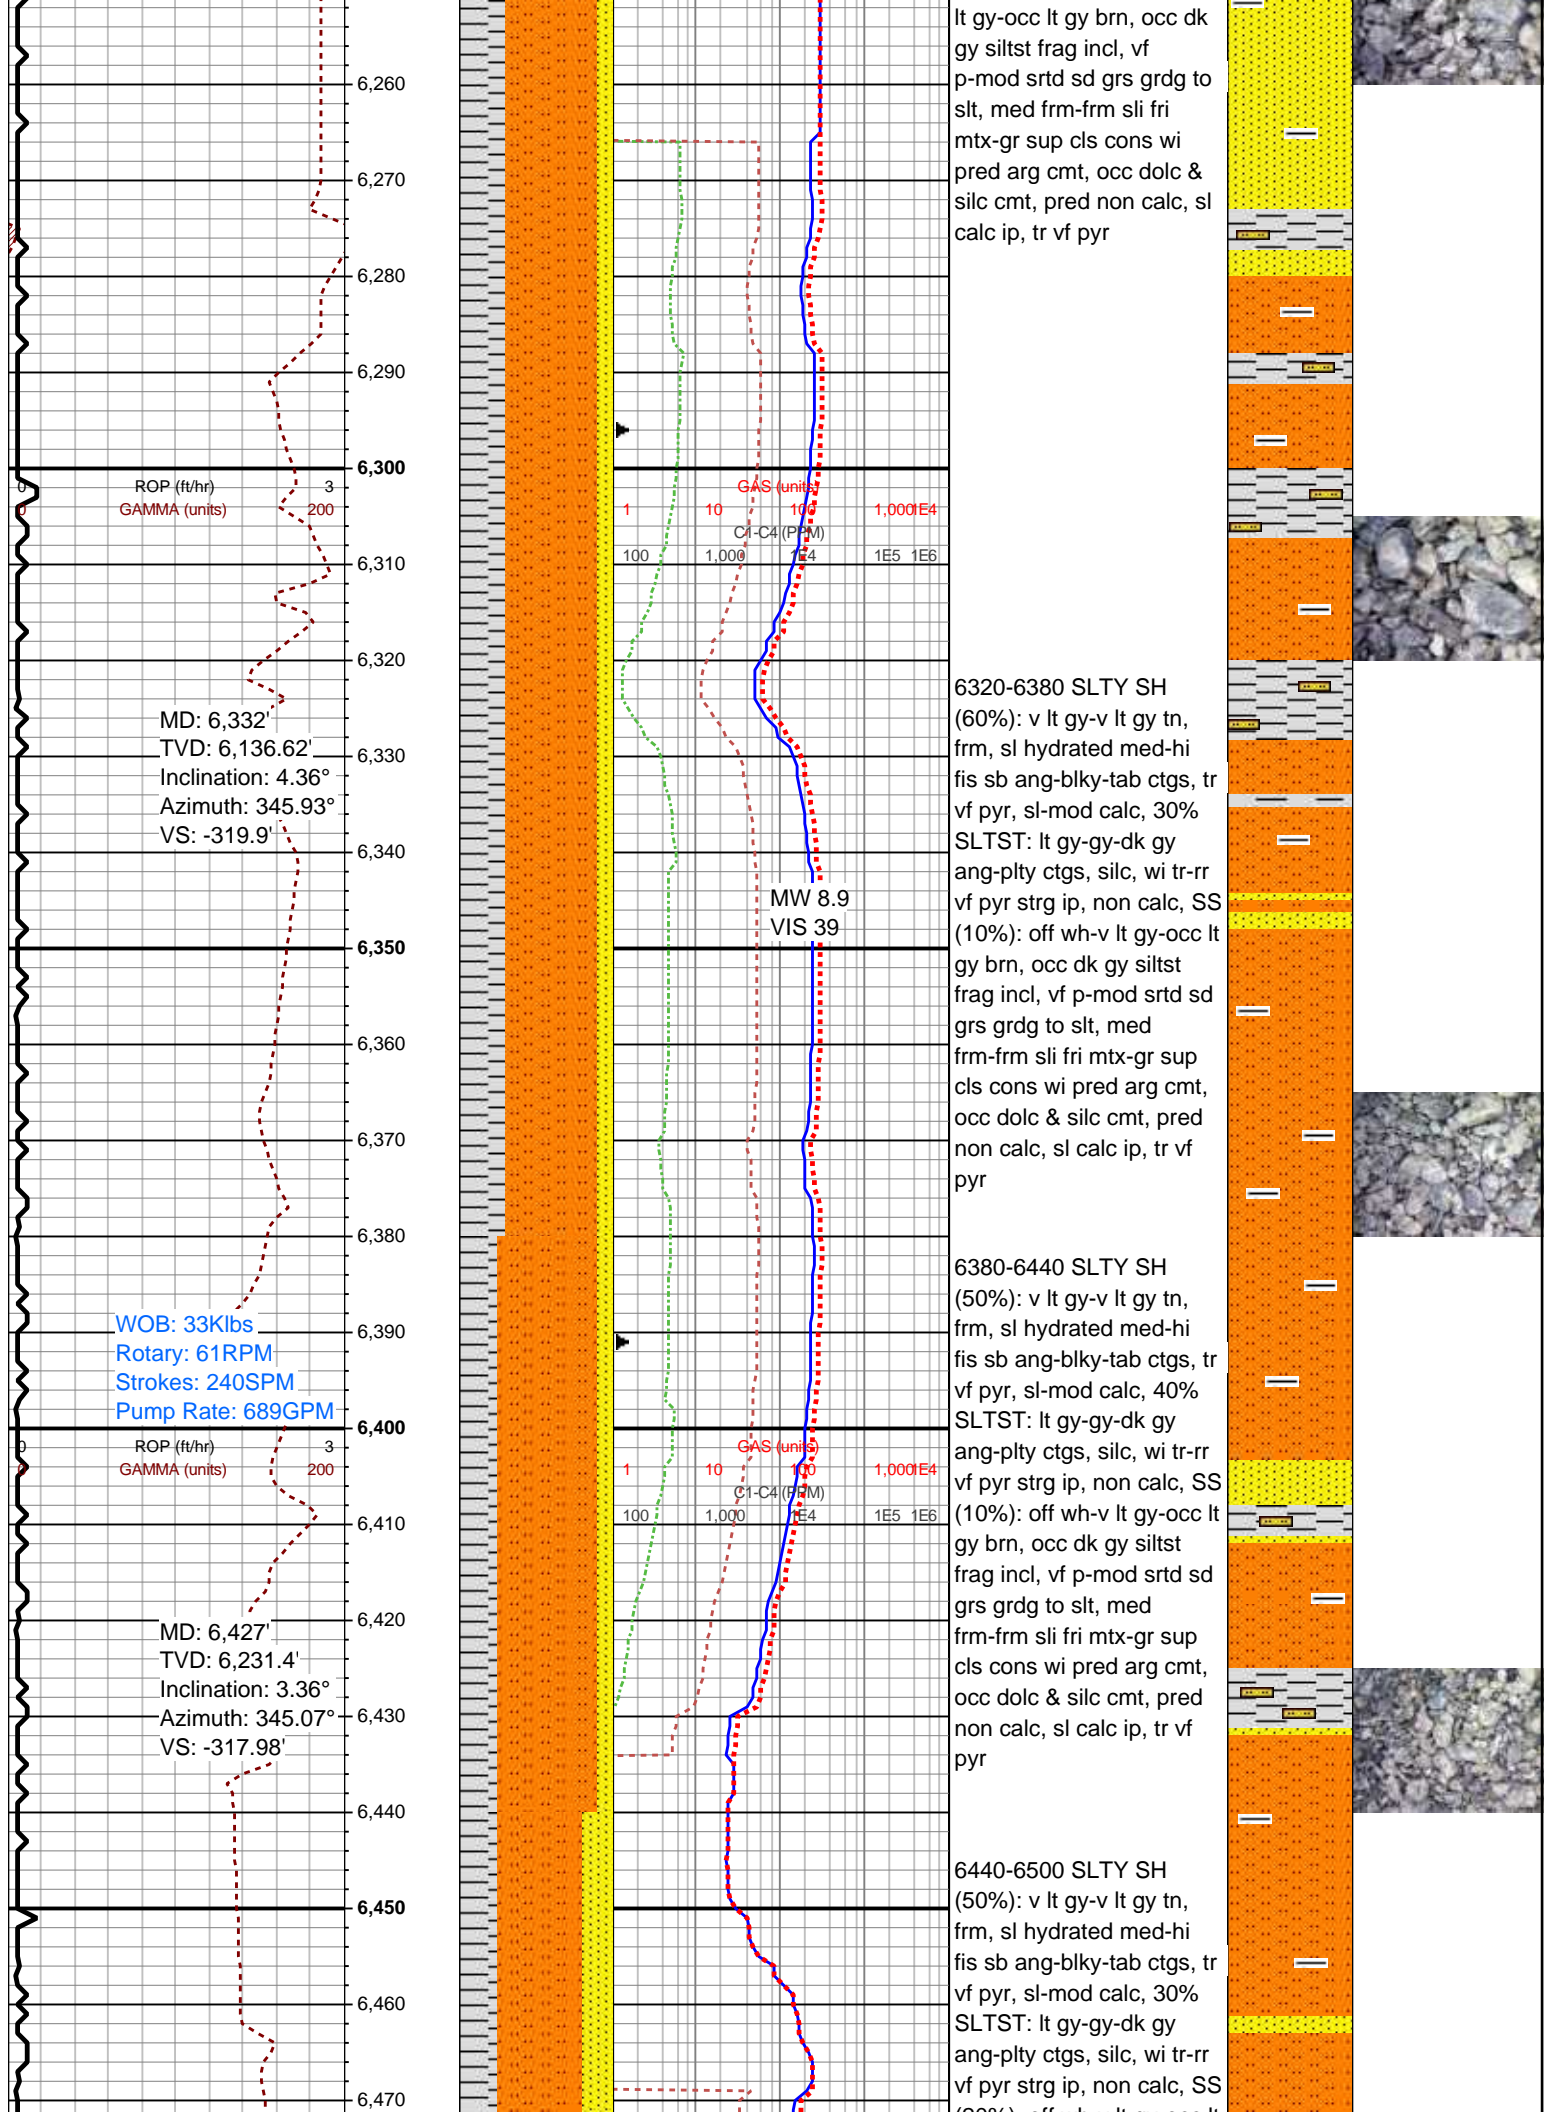 lt gy-occ lt gy brn, occ dk
gy siltst frag incl, vf
p-mod srtd sd grs grdg to
slt, med frm-frm sli fri
mtx-gr sup cls cons wi
pred arg cmt, occ dolc &
silc cmt, pred non calc, sl
calc ip, tr vf pyr
6,260
6,270
6,280
6,290
6,300
0 ROP (ft/hr) 3
0 GAMMA (units) 200
GAS (units)
1 10 100 1,000 1E4
C1-C4 (PPM)
100 1,000 1E4 1E5 1E6
6,310
6,320
MD: 6,332'
TVD: 6,136.62'
Inclination: 4.36°
Azimuth: 345.93°
VS: -319.9'
6,330
6,340
MW 8.9
VIS 39
6,350
6,360
6,370
6,380
6320-6380 SLTY SH
(60%): v lt gy-v lt gy tn,
frm, sl hydrated med-hi
fis sb ang-blky-tab ctgs, tr
vf pyr, sl-mod calc, 30%
SLTST: lt gy-gy-dk gy
ang-plty ctgs, silc, wi tr-rr
vf pyr strg ip, non calc, SS
(10%): off wh-v lt gy-occ lt
gy brn, occ dk gy siltst
frag incl, vf p-mod srtd sd
grs grdg to slt, med
frm-frm sli fri mtx-gr sup
cls cons wi pred arg cmt,
occ dolc & silc cmt, pred
non calc, sl calc ip, tr vf
pyr
WOB: 33Klbs
Rotary: 61RPM
Strokes: 240SPM
Pump Rate: 689GPM
6,390
6,400
0 ROP (ft/hr) 3
0 GAMMA (units) 200
GAS (units)
1 10 100 1,000 1E4
C1-C4 (PPM)
100 1,000 1E4 1E5 1E6
6,410
6,420
MD: 6,427'
TVD: 6,231.4'
Inclination: 3.36°
Azimuth: 345.07°
VS: -317.98'
6,430
6,440
6380-6440 SLTY SH
(50%): v lt gy-v lt gy tn,
frm, sl hydrated med-hi
fis sb ang-blky-tab ctgs, tr
vf pyr, sl-mod calc, 40%
SLTST: lt gy-gy-dk gy
ang-plty ctgs, silc, wi tr-rr
vf pyr strg ip, non calc, SS
(10%): off wh-v lt gy-occ lt
gy brn, occ dk gy siltst
frag incl, vf p-mod srtd sd
grs grdg to slt, med
frm-frm sli fri mtx-gr sup
cls cons wi pred arg cmt,
occ dolc & silc cmt, pred
non calc, sl calc ip, tr vf
pyr
6,450
6,460
6,470
6440-6500 SLTY SH
(50%): v lt gy-v lt gy tn,
frm, sl hydrated med-hi
fis sb ang-blky-tab ctgs, tr
vf pyr, sl-mod calc, 30%
SLTST: lt gy-gy-dk gy
ang-plty ctgs, silc, wi tr-rr
vf pyr strg ip, non calc, SS